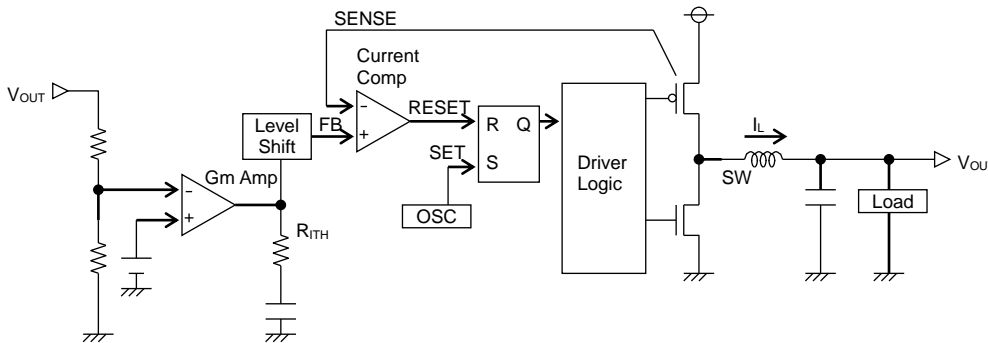 SENSE
Current
Comp
VOUT
Level
Shift
FB
-
+
RESET
R Q
S
SET
OSC
Driver
Logic
IL
SW
VOU
Load
Gm Amp
-
+
RITH